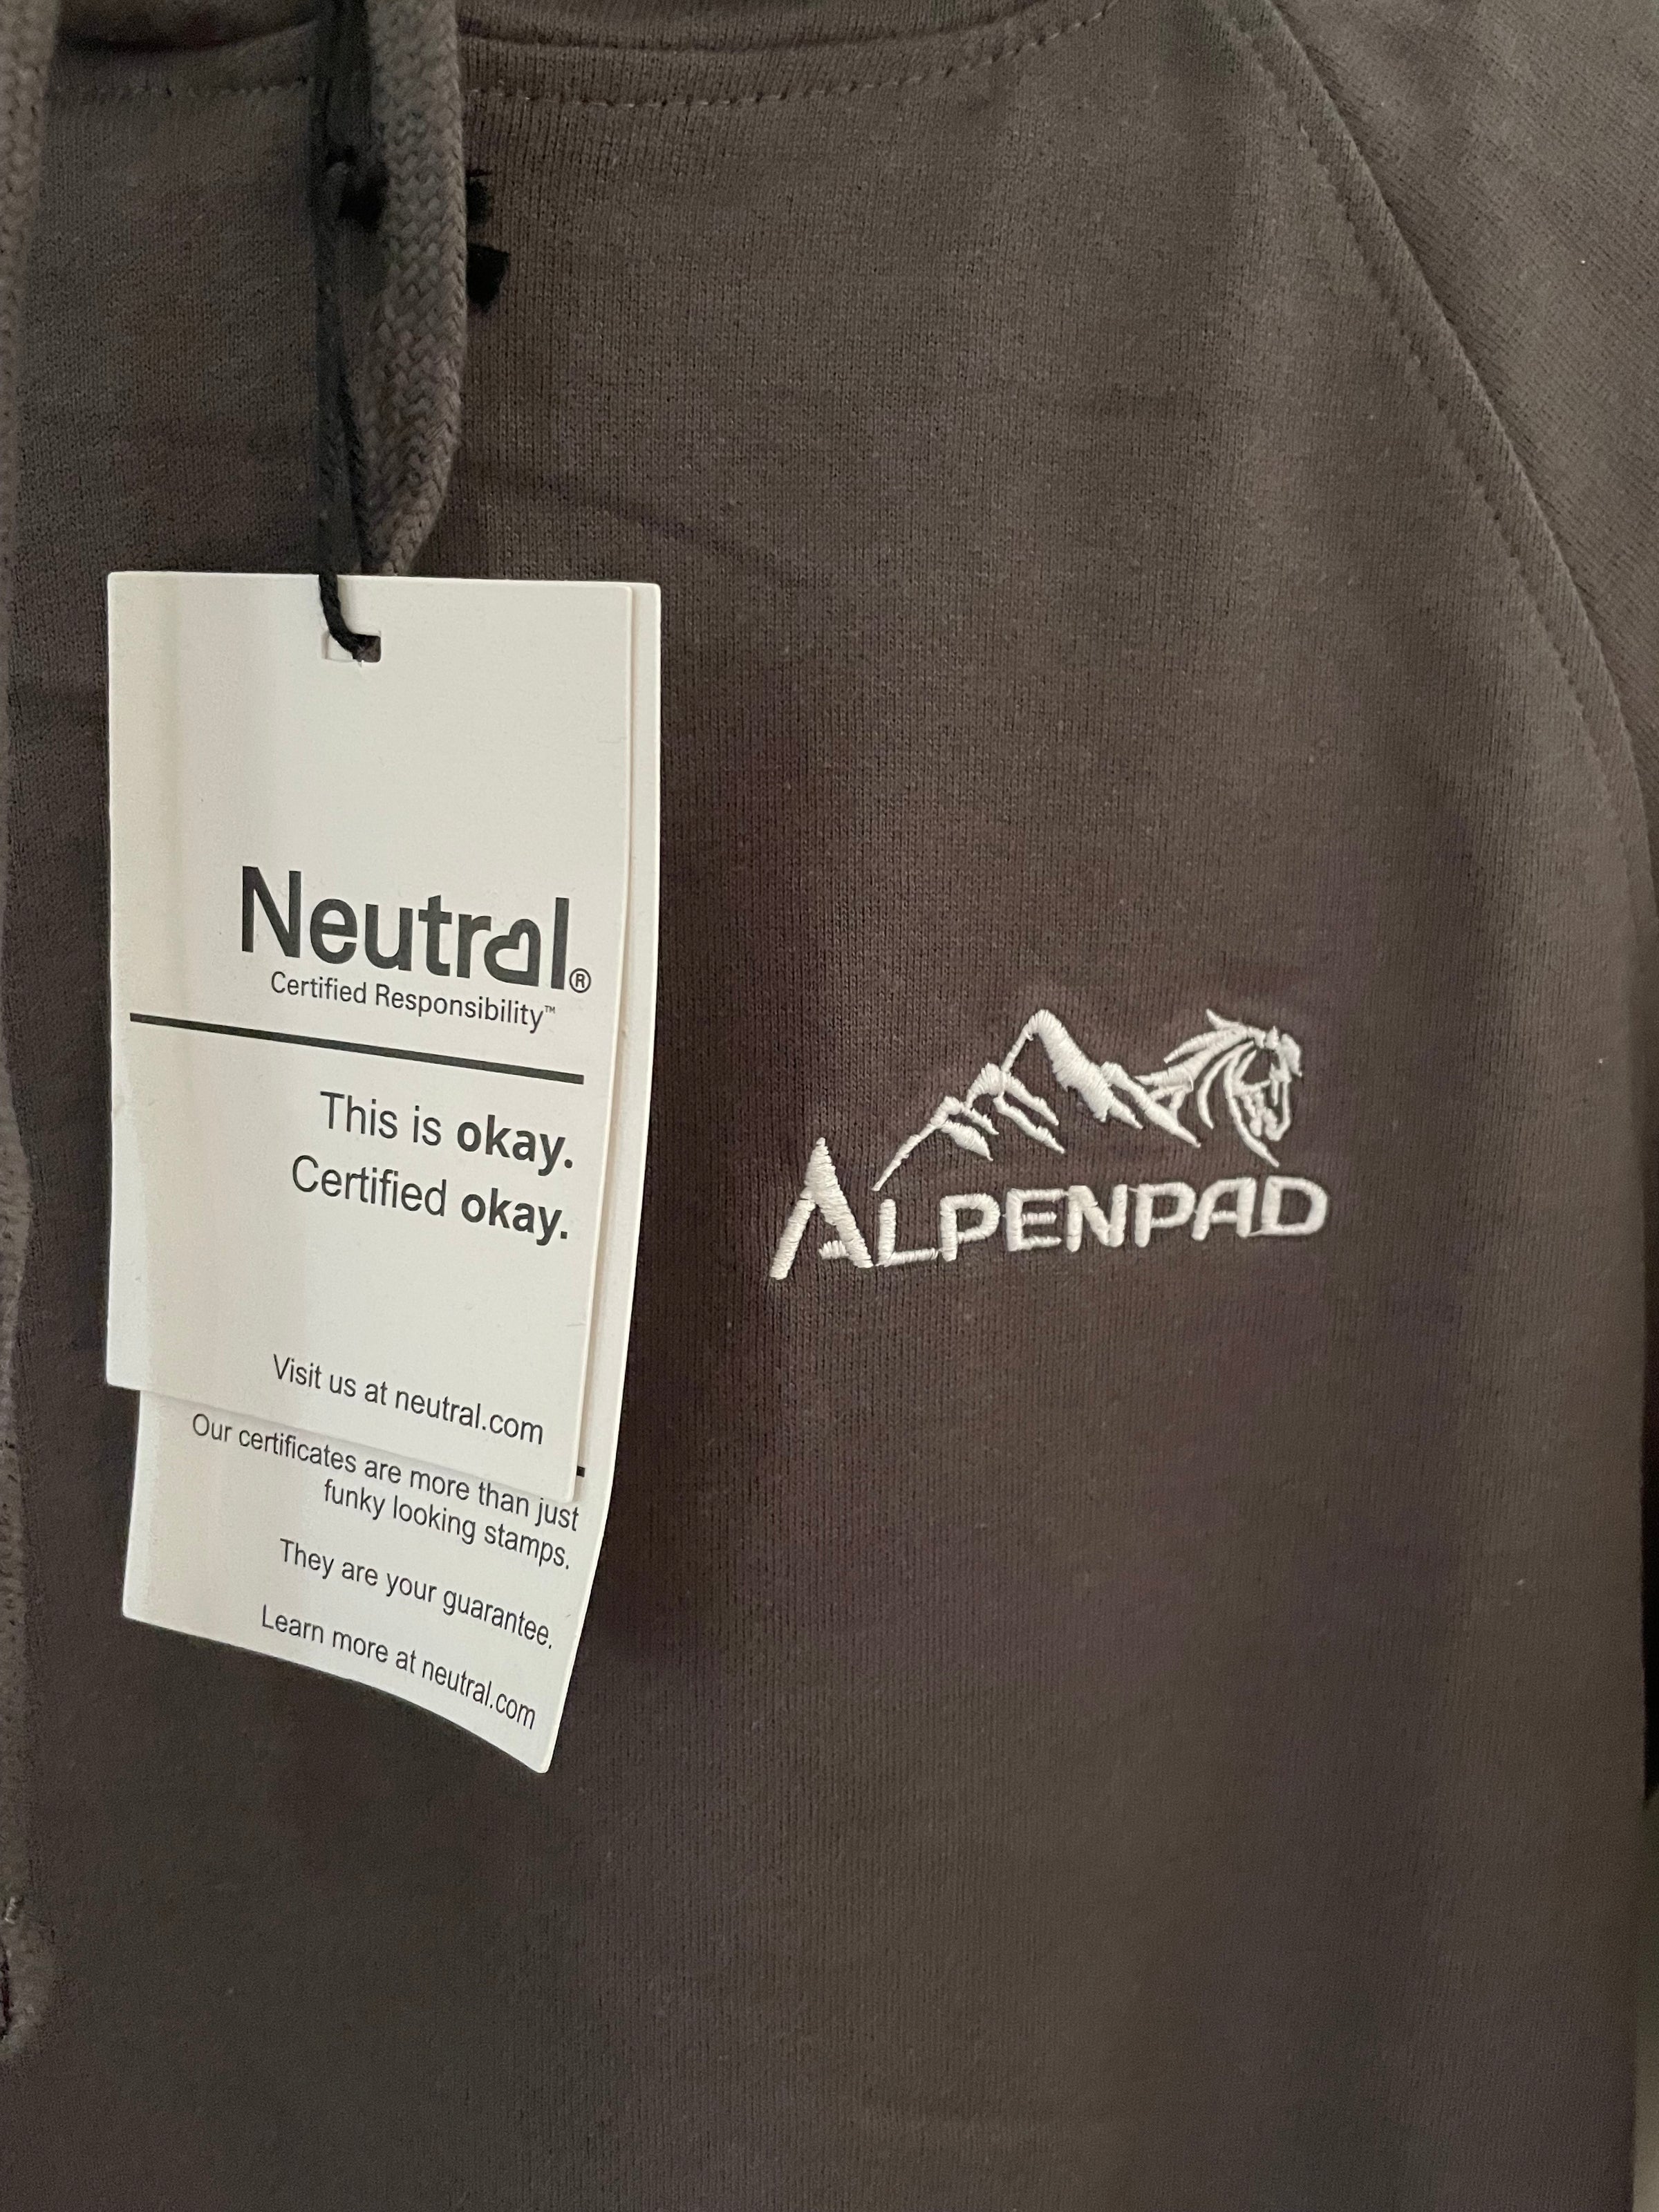 Neutral®
Certified Responsibility™
This is okay.
Certified okay.
Visit us at neutral.com
Our certificates are more than just
funky looking stamps.
They are your guarantee.
Learn more at neutral.com
ALPENPAD